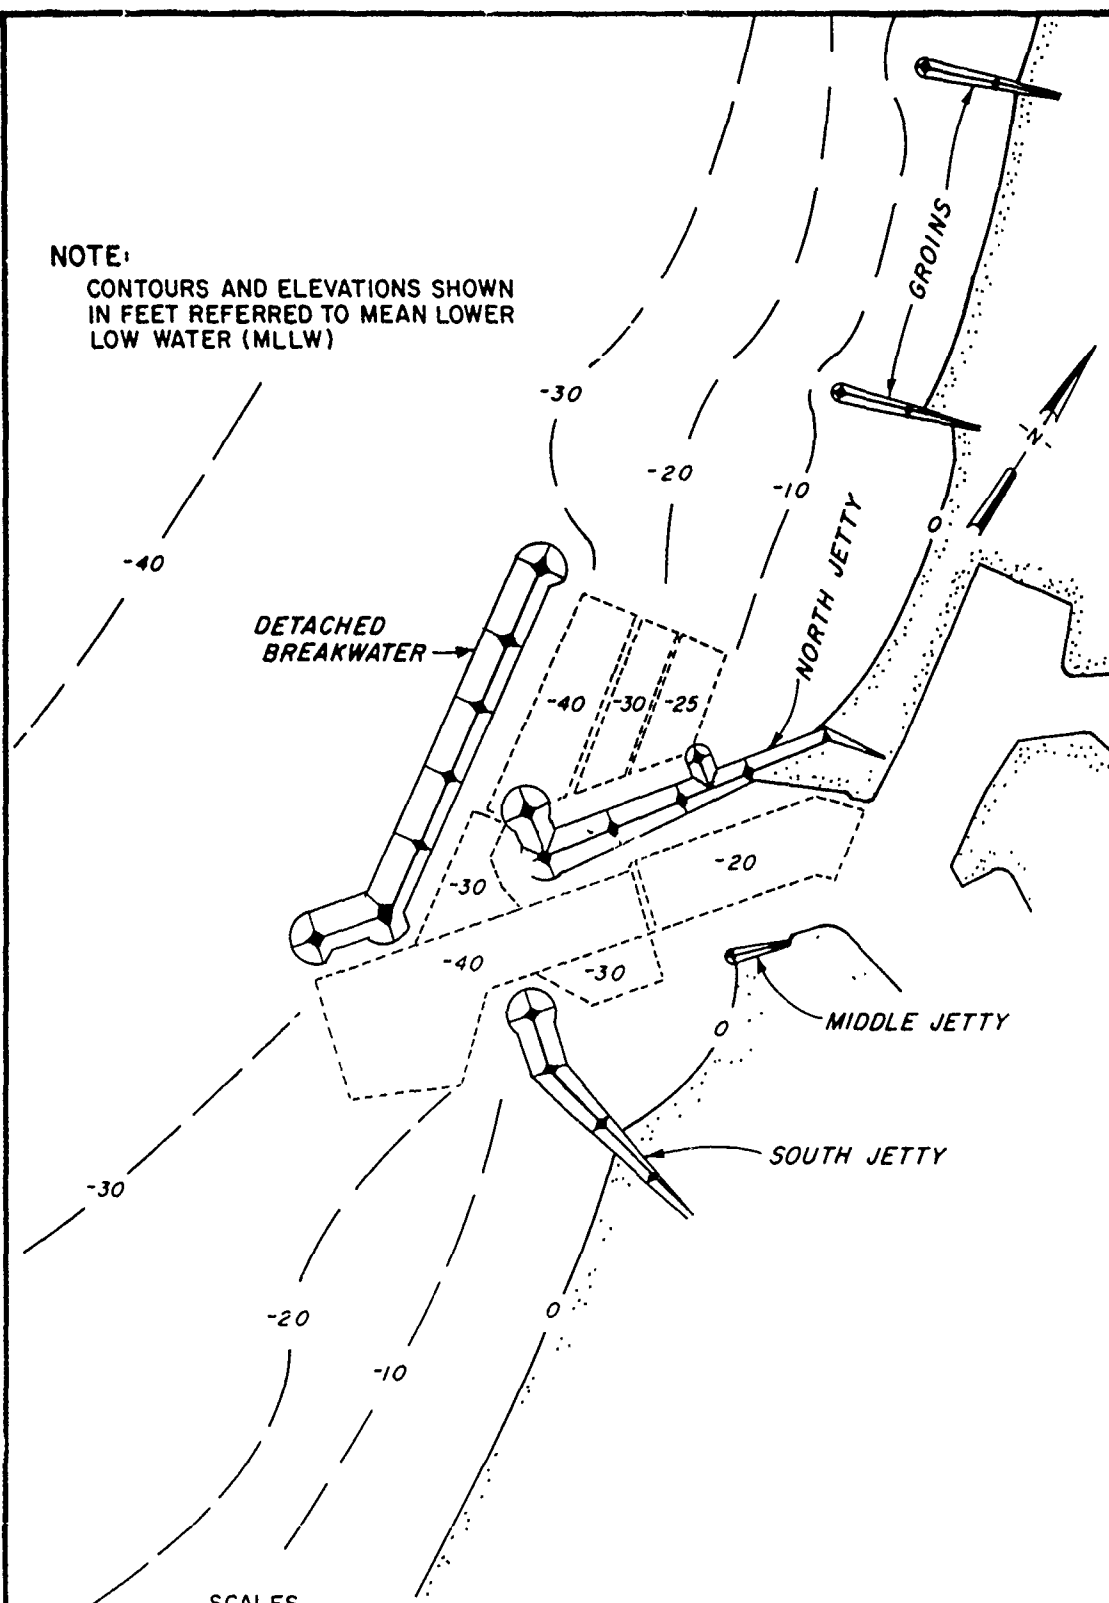 NOTE:
CONTOURS AND ELEVATIONS SHOWN
IN FEET REFERRED TO MEAN LOWER
LOW WATER (MLLW)
GROINS
-30
-N-
-20
-10
NORTH JETTY
0
-40
DETACHED
BREAKWATER
-40
-30
-25
-20
-30
-40
-30
MIDDLE JETTY
0
SOUTH JETTY
-30
0
-20
-10
SCALES